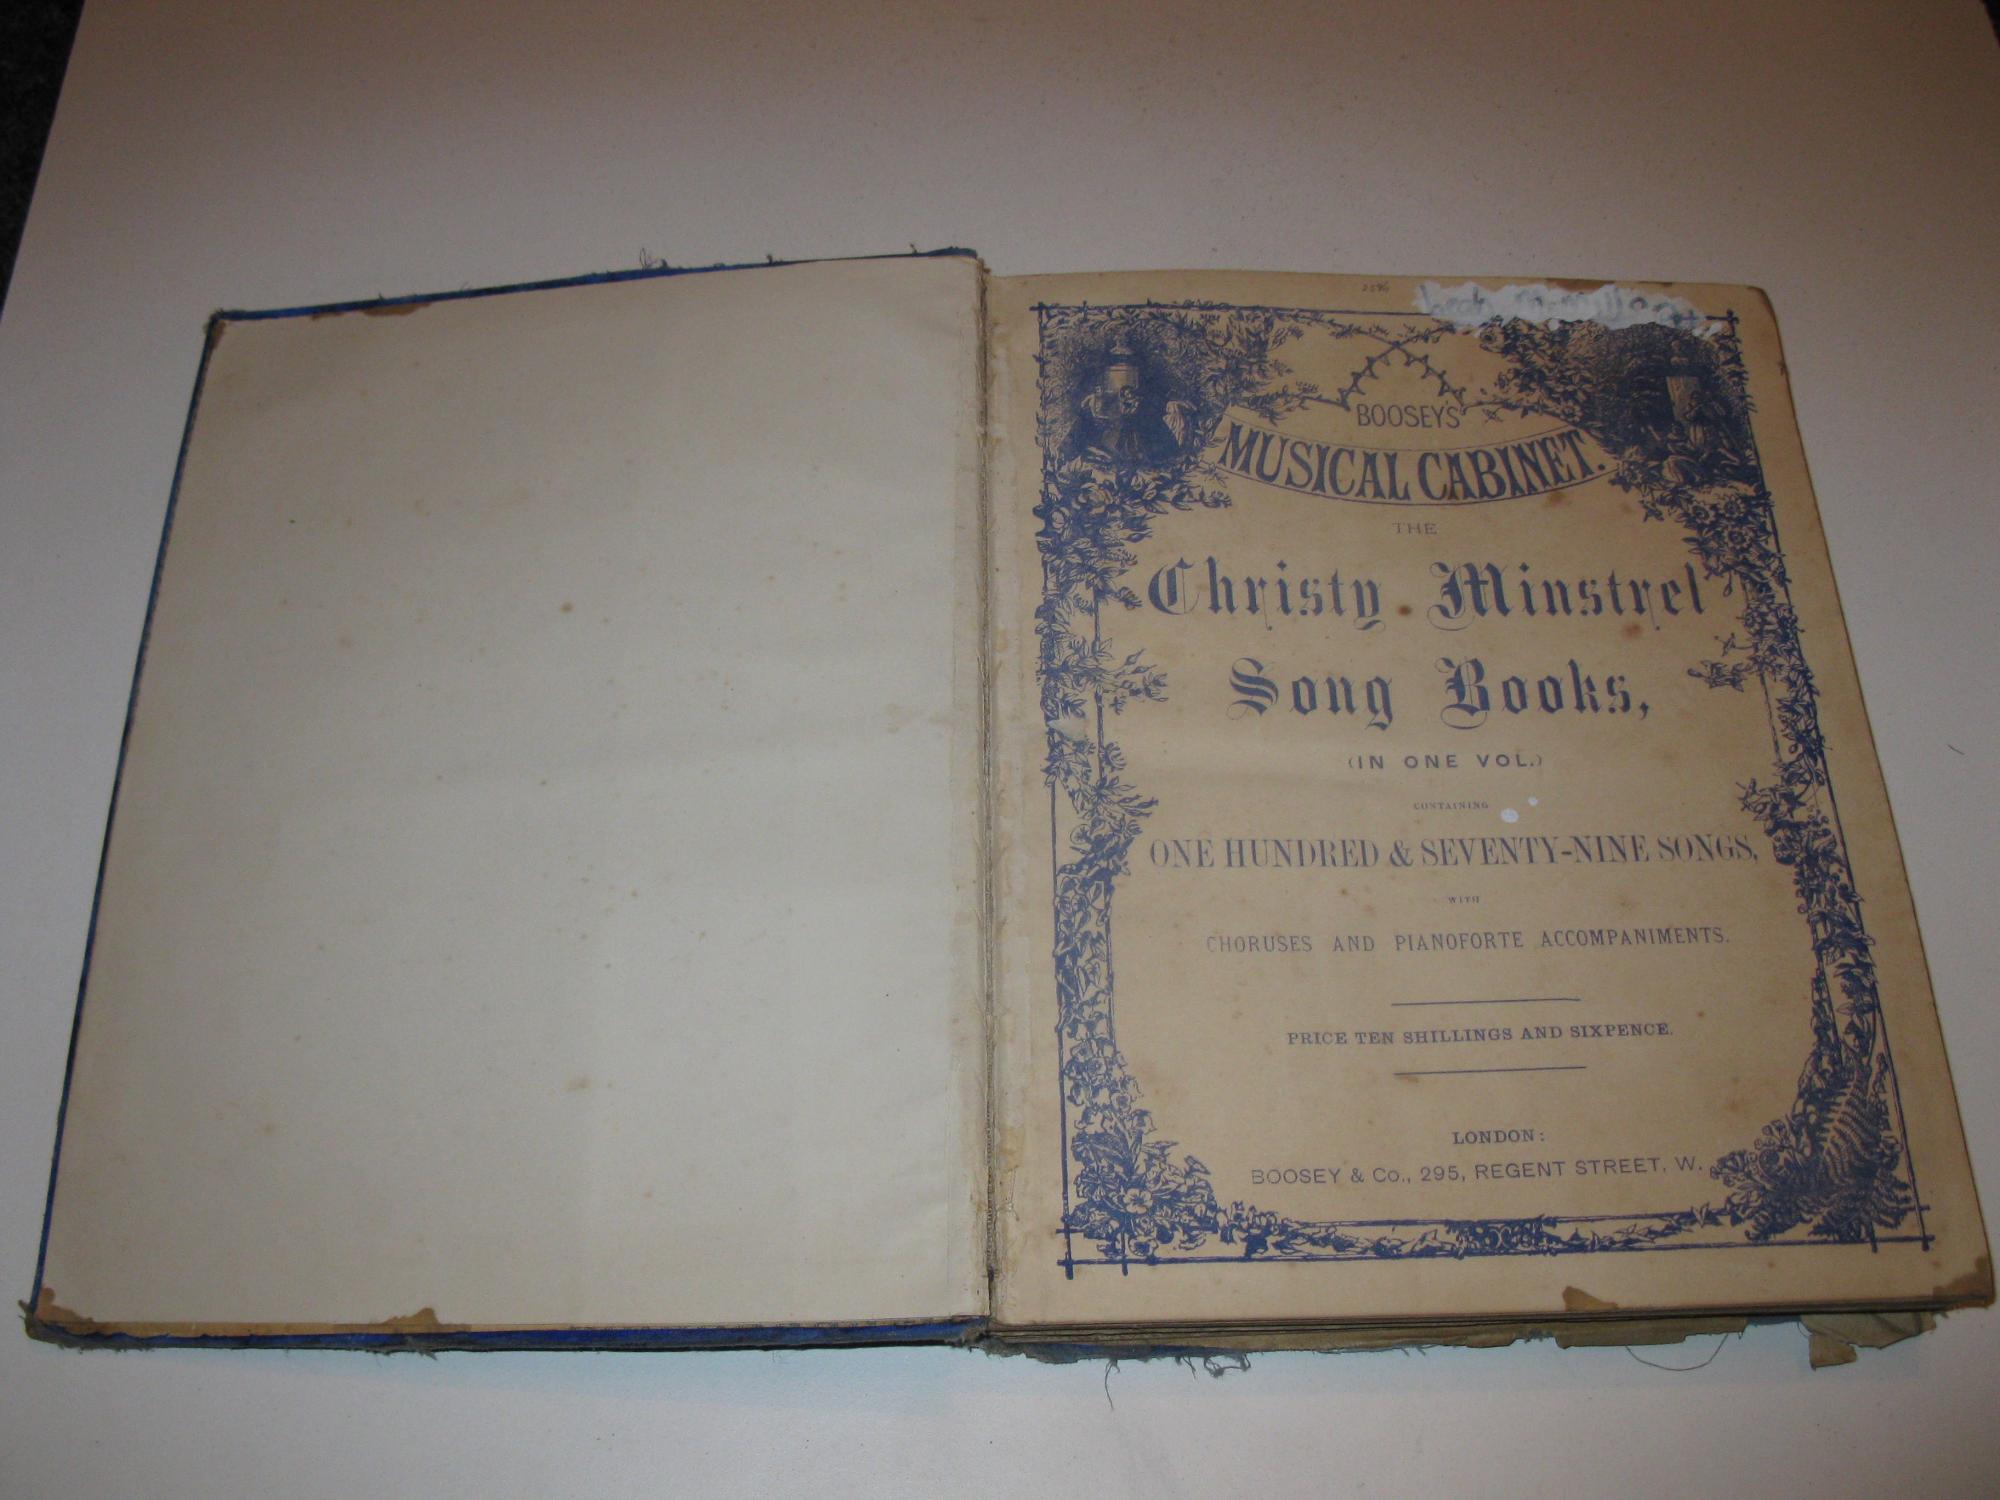 BOOSEY'S
MUSICAL CABINET.
THE
Christy Minstrel
Song Books,
(IN ONE VOL.)
CONTAINING
ONE HUNDRED & SEVENTY-NINE SONGS,
WITH
CHORUSES AND PIANOFORTE ACCOMPANIMENTS.
PRICE TEN SHILLINGS AND SIXPENCE.
LONDON:
BOOSEY & Co., 295, REGENT STREET, W.